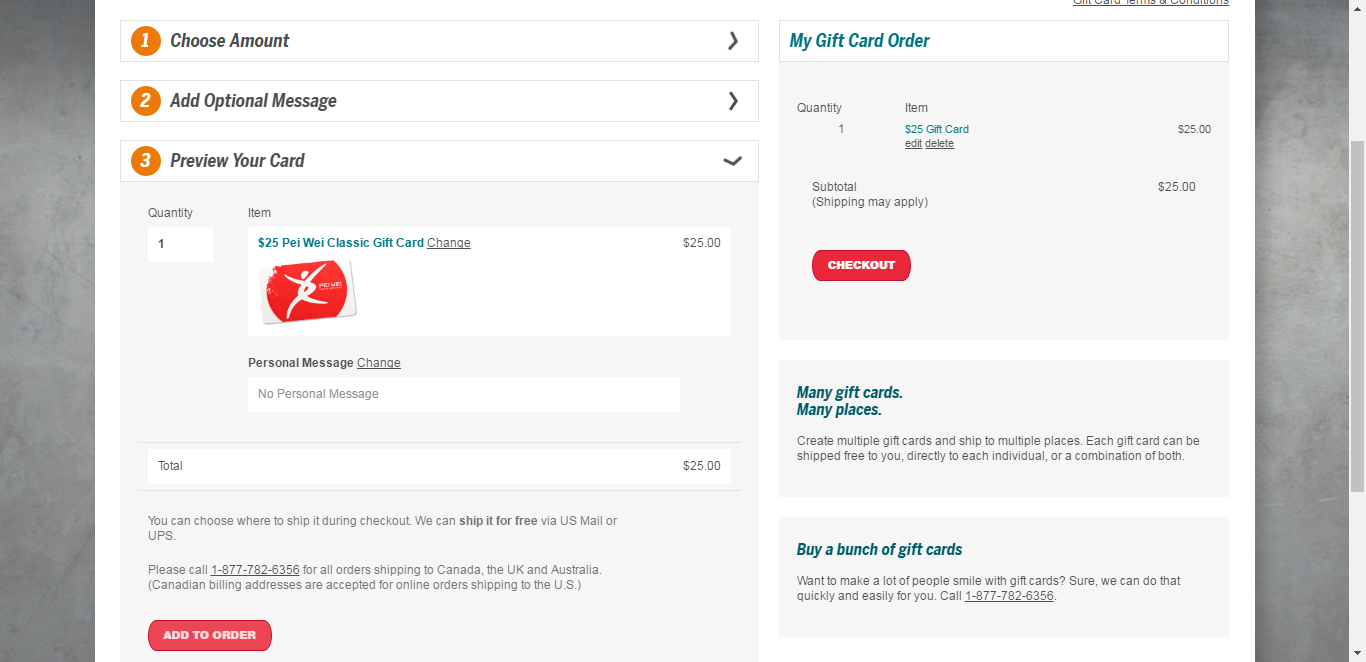 Gift Card Terms & Conditions
1 Choose Amount
2 Add Optional Message
3 Preview Your Card
Quantity Item
1 $25 Pei Wei Classic Gift Card Change $25.00
PEI WEI
Personal Message Change
No Personal Message
Total $25.00
You can choose where to ship it during checkout. We can ship it for free via US Mail or
UPS.
Please call 1-877-782-6356 for all orders shipping to Canada, the UK and Australia.
(Canadian billing addresses are accepted for online orders shipping to the U.S.)
ADD TO ORDER
My Gift Card Order
Quantity Item
1 $25 Gift Card $25.00
edit delete
Subtotal $25.00
(Shipping may apply)
CHECKOUT
Many gift cards.
Many places.
Create multiple gift cards and ship to multiple places. Each gift card can be
shipped free to you, directly to each individual, or a combination of both.
Buy a bunch of gift cards
Want to make a lot of people smile with gift cards? Sure, we can do that
quickly and easily for you. Call 1-877-782-6356.